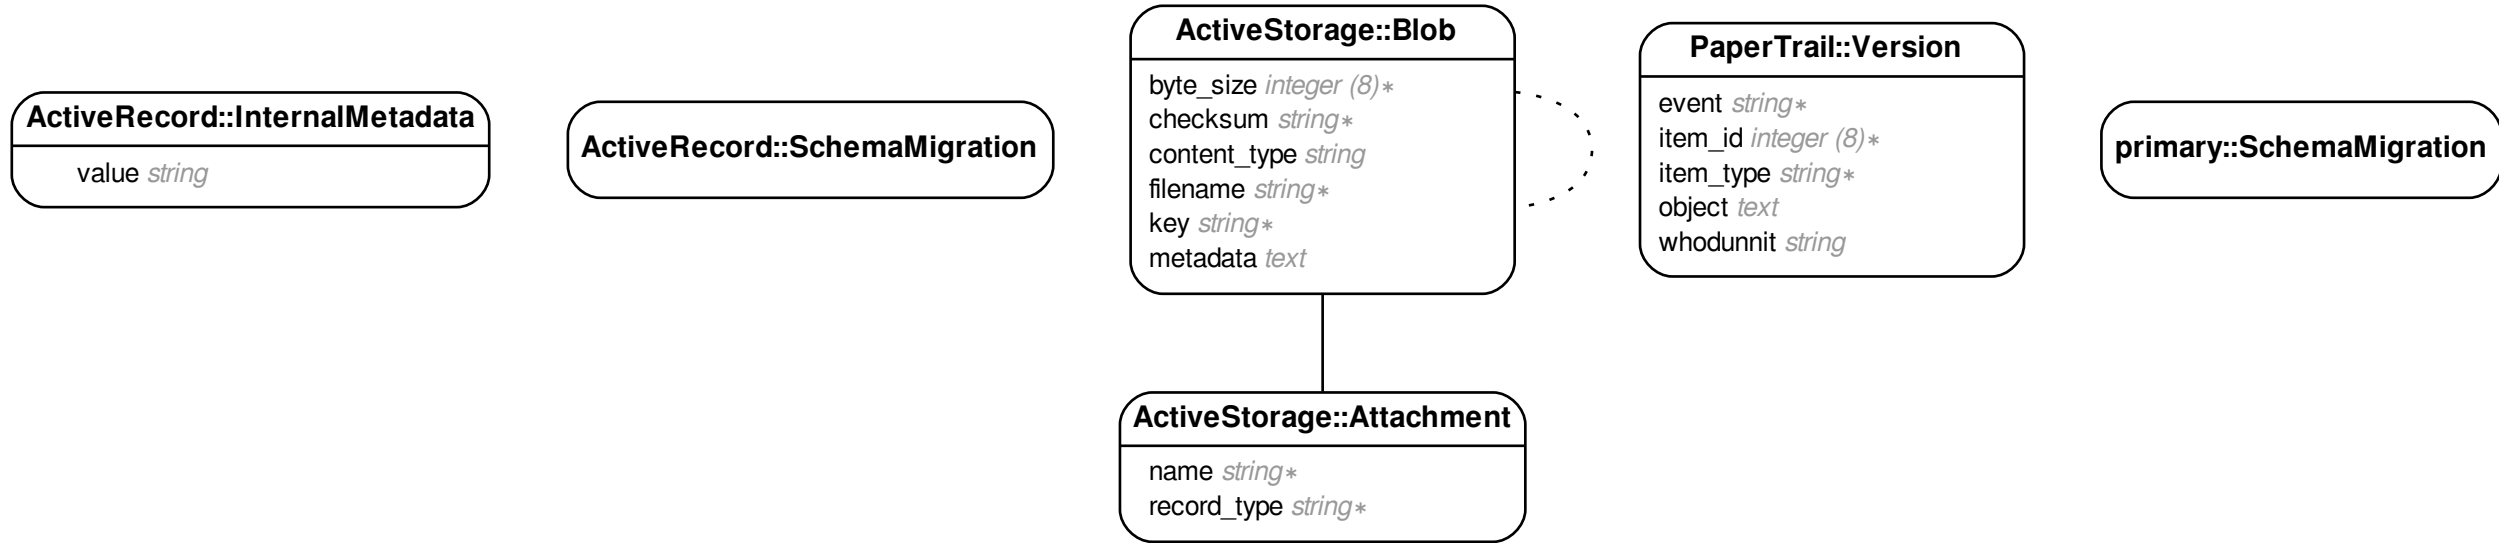 ActiveRecord::InternalMetadata
value string
ActiveRecord::SchemaMigration
ActiveStorage::Blob
byte_size integer (8)∗
checksum string∗
content_type string
filename string∗
key string∗
metadata text
PaperTrail::Version
event string∗
item_id integer (8)∗
item_type string∗
object text
whodunnit string
primary::SchemaMigration
ActiveStorage::Attachment
name string∗
record_type string∗